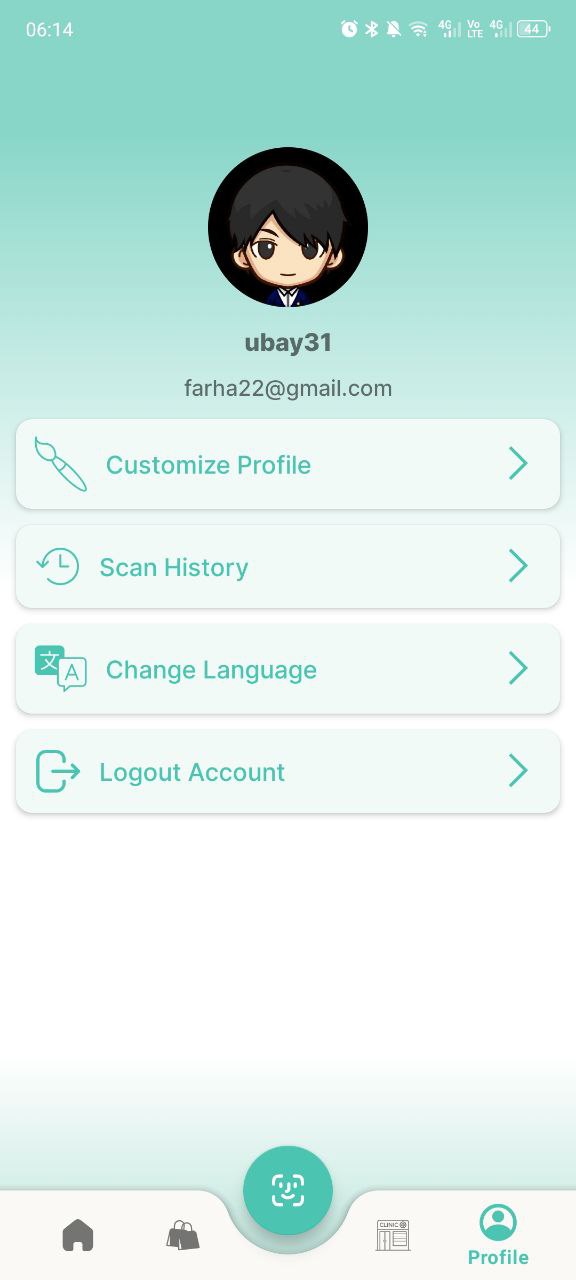 06:14
4G Vo LTE 4G 44
ubay31
farha22@gmail.com
Customize Profile
Scan History
文 A
Change Language
Logout Account
CLINIC
Profile